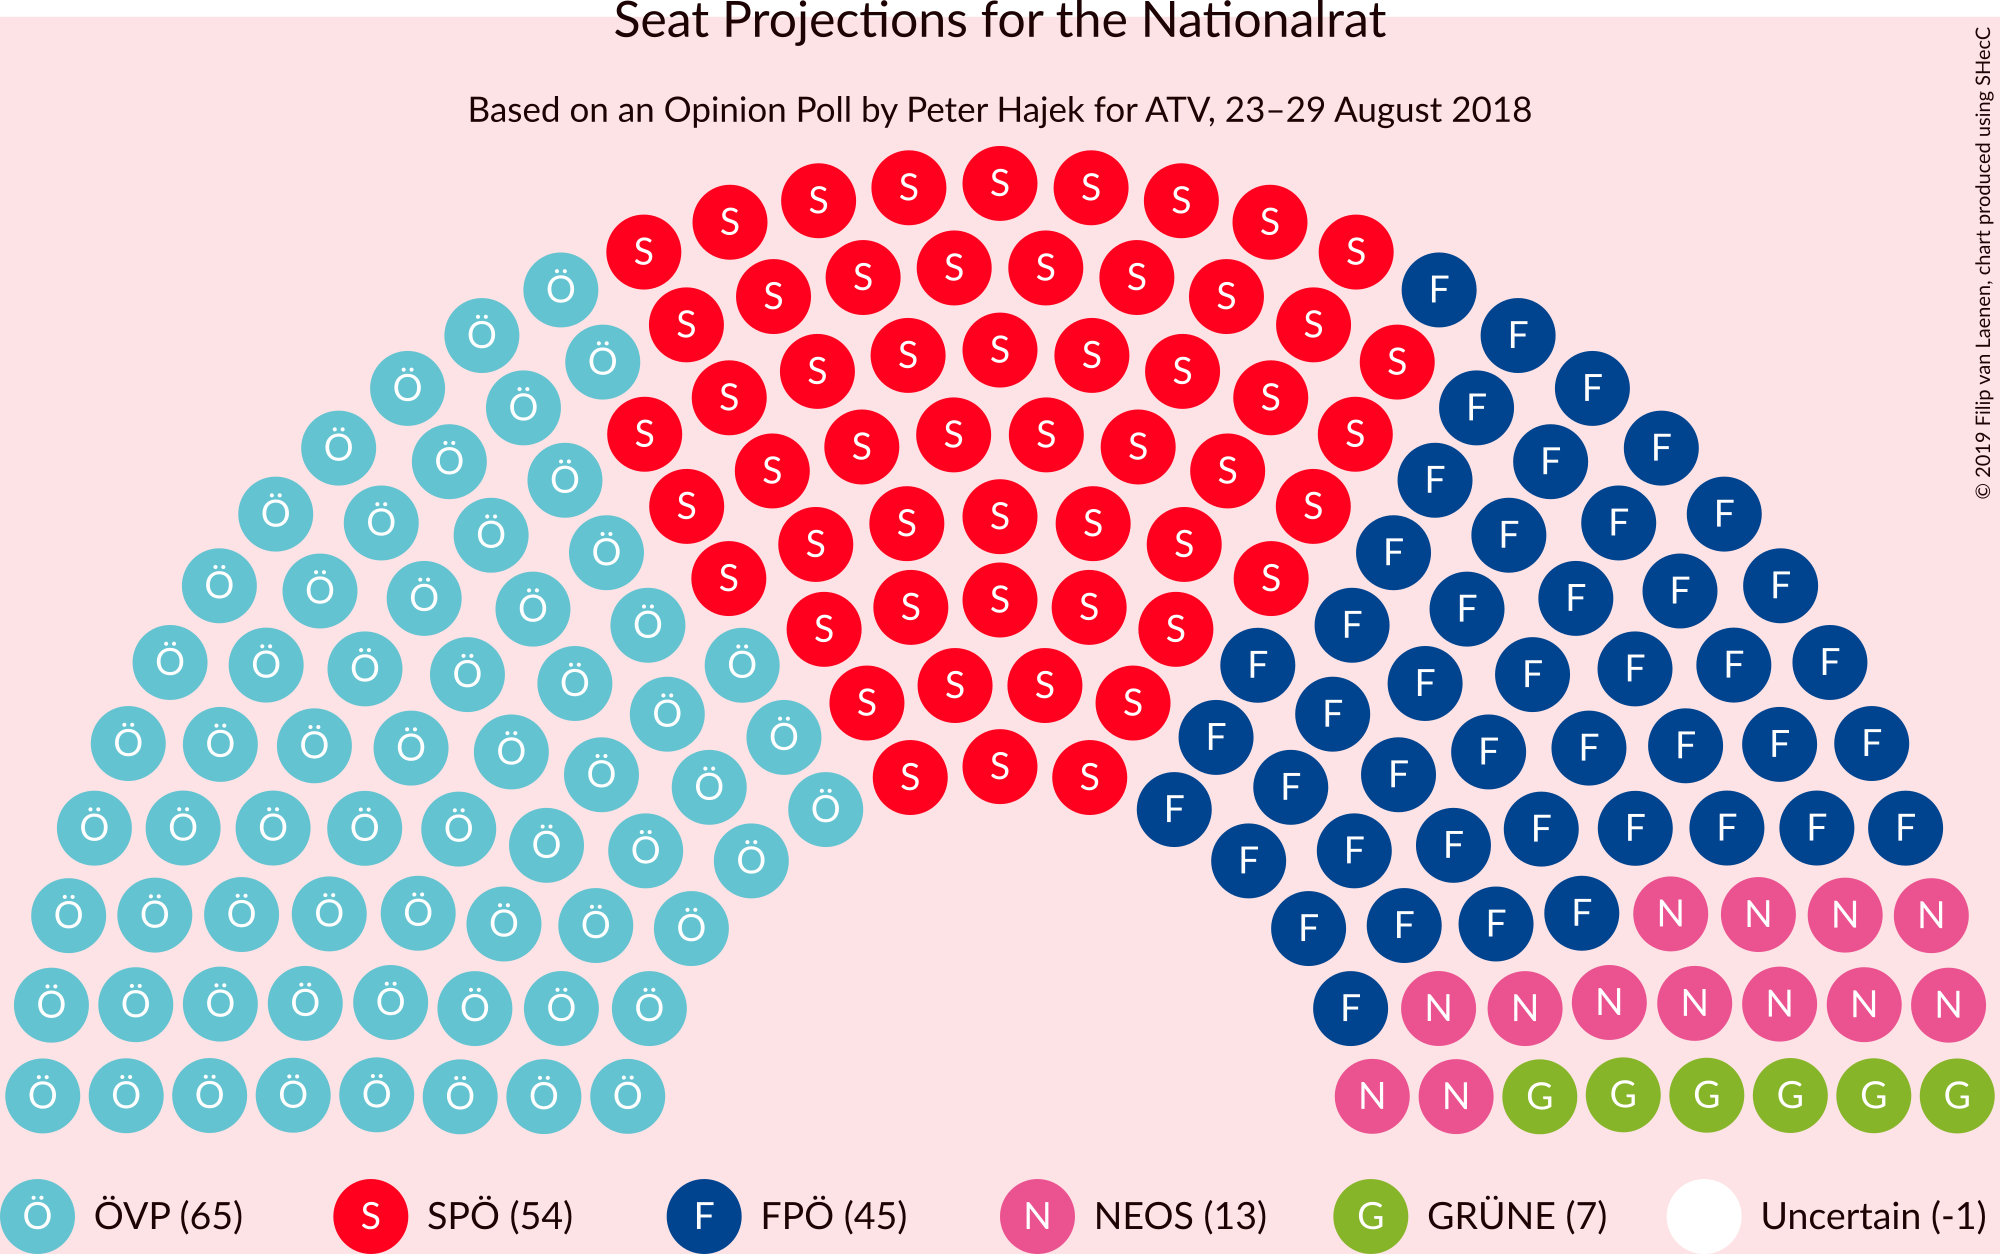 Seat Projections for the Nationalrat
Based on an Opinion Poll by Peter Hajek for ATV, 23–29 August 2018
© 2019 Filip van Laenen, chart produced using SHecC
S S S S S S S S S
Ö S S S S S S S S F
Ö Ö S S S S S S S S F F
Ö Ö S S S S S S S S F F
Ö Ö Ö S S S S S S S F F F
Ö Ö Ö S S S S S F F F
Ö Ö Ö Ö S S S S F F F F
Ö Ö Ö Ö Ö Ö S S S S F F F F F F
Ö Ö Ö Ö Ö Ö F F F F F F
Ö Ö Ö Ö Ö Ö Ö Ö S S S F F F F F F F F
Ö Ö Ö Ö Ö Ö Ö Ö F F F F F F F F
Ö Ö Ö Ö Ö Ö Ö Ö F F F F N N N N
Ö Ö Ö Ö Ö Ö Ö Ö F N N N N N N N
Ö Ö Ö Ö Ö Ö Ö Ö N N G G G G G G
Ö ÖVP (65) S SPÖ (54) F FPÖ (45) N NEOS (13) G GRÜNE (7) Uncertain (-1)